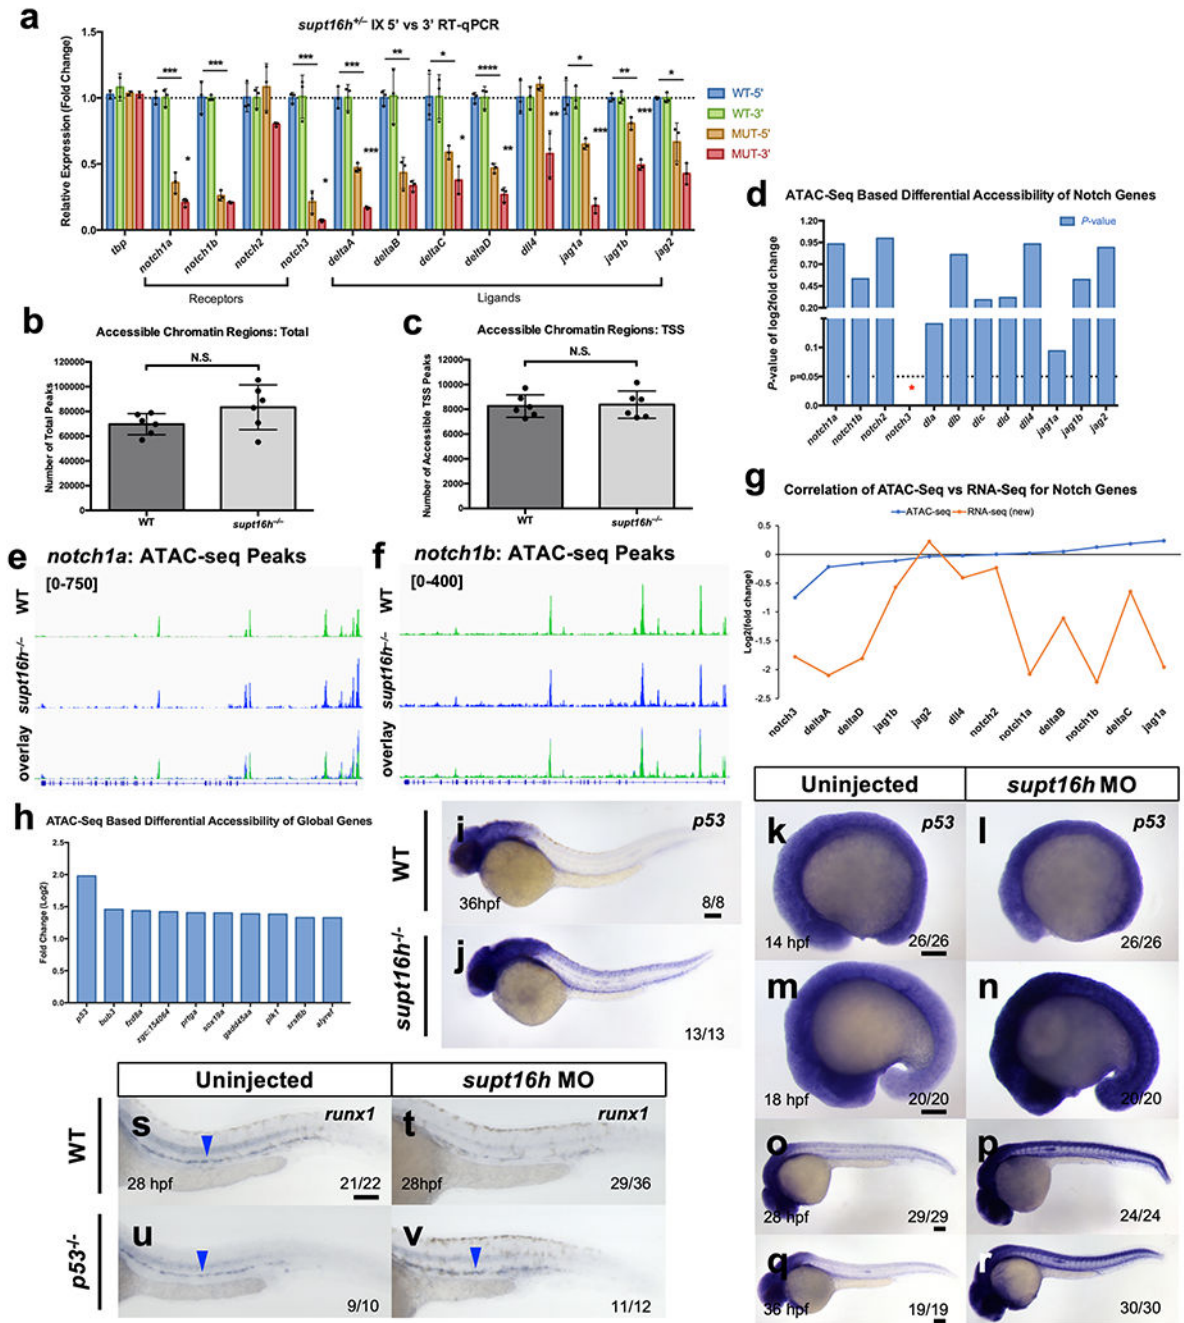 a
supt16h+/– IX 5' vs 3' RT-qPCR
Relative Expression (Fold Change)
1.5
1.0
0.5
0.0
*** *** *** *** ** * **** * ** *
* * *** * ** ** *** ***
WT-5'
WT-3'
MUT-5'
MUT-3'
tbp notch1a notch1b notch2 notch3 deltaA deltaB deltaC deltaD dll4 jag1a jag1b jag2
Receptors Ligands
b
Accessible Chromatin Regions: Total
N.S.
Number of Total Peaks
120000
100000
80000
60000
40000
20000
0
WT supt16h–/–
c
Accessible Chromatin Regions: TSS
N.S.
Number of Accessible TSS Peaks
12000
10000
8000
6000
4000
2000
0
WT supt16h–/–
d
ATAC-Seq Based Differential Accessibility of Notch Genes
P-value
P-value of log2fold change
1.20
0.95
0.70
0.45
0.20
0.1
p=0.05
0.0
*
notch1a notch1b notch2 notch3 dla dlb dlc dld dll4 jag1a jag1b jag2
e
notch1a: ATAC-seq Peaks
[0-750]
WT
supt16h–/–
overlay
f
notch1b: ATAC-seq Peaks
[0-400]
WT
supt16h–/–
overlay
g
Correlation of ATAC-Seq vs RNA-Seq for Notch Genes
ATAC-seq RNA-seq (new)
Log2(fold change)
0.5
0
-0.5
-1
-1.5
-2
-2.5
notch3 deltaA deltaD jag1b jag2 dll4 notch2 notch1a deltaB notch1b deltaC jag1a
h
ATAC-Seq Based Differential Accessibility of Global Genes
Fold Change (Log2)
2.5
2.0
1.5
1.0
0.5
0.0
p53 bub3 fzd8a zgc:154064 prtga sox19a gadd45aa plk1 srsf6b alyref
WT
i
p53
36hpf
8/8
supt16h-/-
j
13/13
Uninjected supt16h MO
k
p53
14 hpf
26/26
l
p53
26/26
m
18 hpf
20/20
n
20/20
o
28 hpf
29/29
p
24/24
q
36 hpf
19/19
r
30/30
Uninjected supt16h MO
WT
s
runx1
28 hpf
21/22
t
runx1
28hpf
29/36
p53-/-
u
9/10
v
11/12